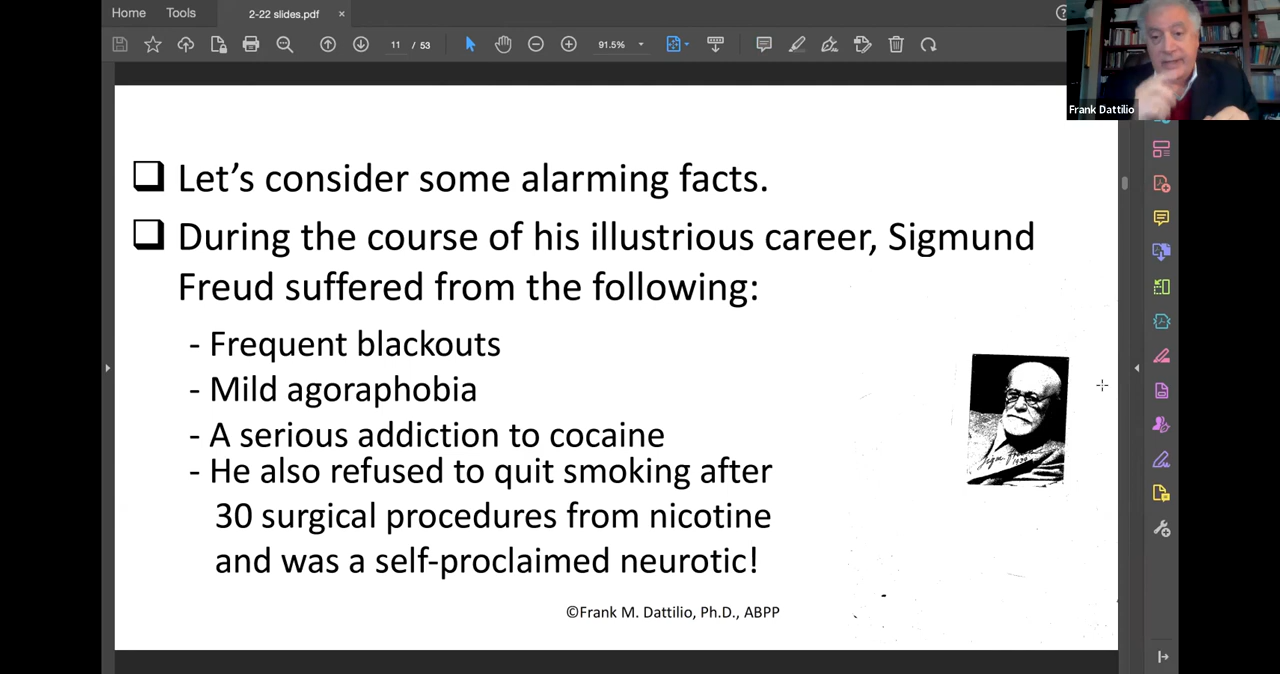 Home Tools 2-22 slides.pdf ×
11 / 53 91.5%
Frank Dattilio
Let’s consider some alarming facts.
During the course of his illustrious career, Sigmund
Freud suffered from the following:
- Frequent blackouts
- Mild agoraphobia
- A serious addiction to cocaine
- He also refused to quit smoking after
30 surgical procedures from nicotine
and was a self-proclaimed neurotic!
©Frank M. Dattilio, Ph.D., ABPP